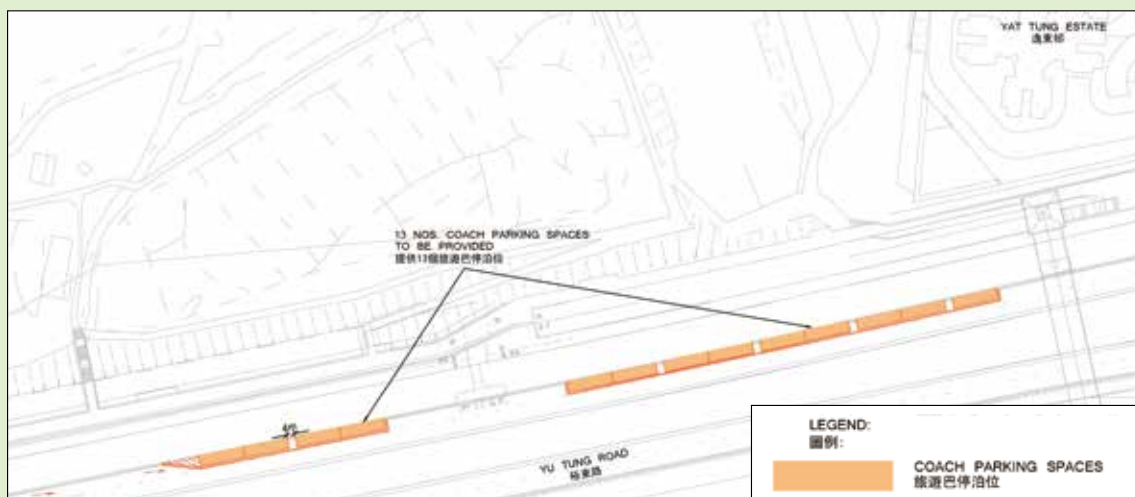 YAT TUNG ESTATE
逸東邨
13 NOS. COACH PARKING SPACES
TO BE PROVIDED
提供13個旅遊巴停泊位
4m
YU TUNG ROAD
裕東路
LEGEND:
圖例:
COACH PARKING SPACES
旅遊巴停泊位